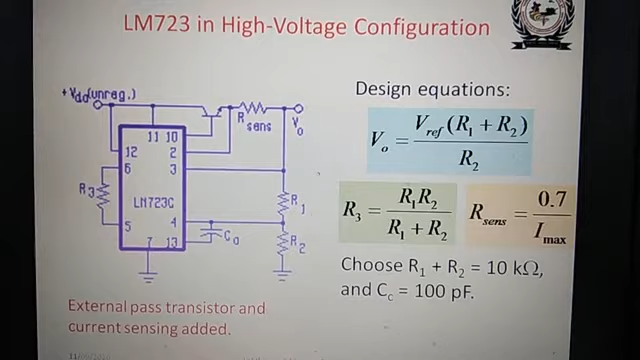 LM723 in High-Voltage Configuration
+ Vdd(unreg.)
Rsens
Vo
11 10
12
2
6
3
R3
LM723C
R1
5
4
Co
R2
7
13
External pass transistor and
current sensing added.
Design equations:
Vo = Vref (R1 + R2) / R2
R3 = R1R2 / R1 + R2
Rsens = 0.7 / Imax
Choose R1 + R2 = 10 kΩ,
and Cc = 100 pF.